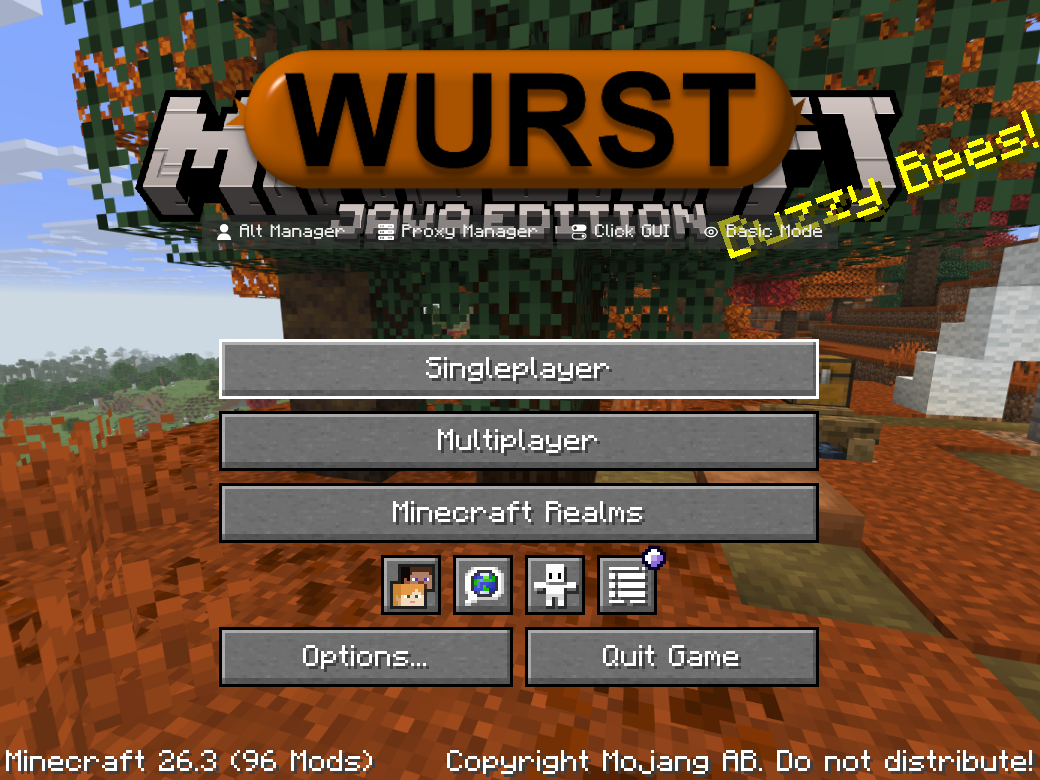 WURST
JAVA EDITION
Buzzy Bees!
Alt Manager Proxy Manager Click GUI Basic Mode
Singleplayer
Multiplayer
Minecraft Realms
Options...
Quit Game
Minecraft 26.3 (96 Mods)
Copyright Mojang AB. Do not distribute!